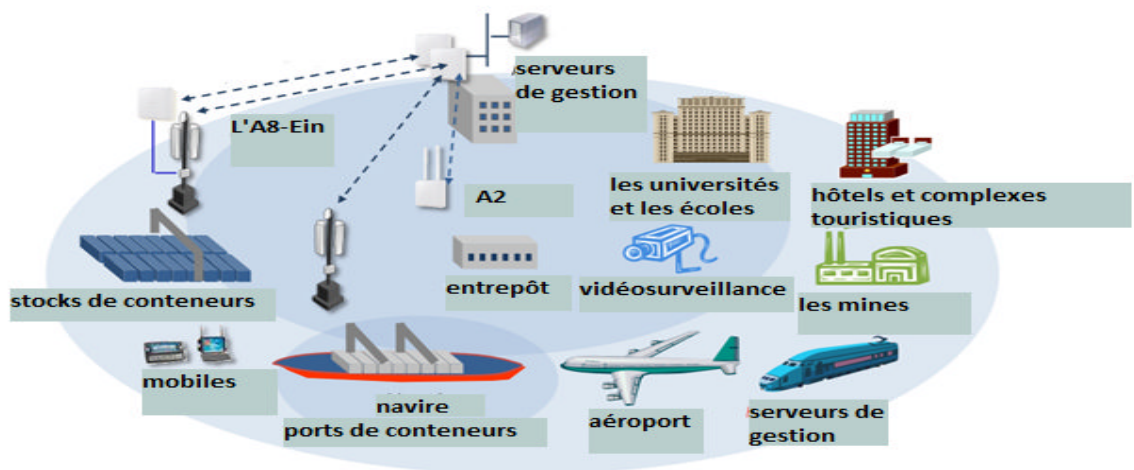 serveurs
de gestion
L'A8-Ein
A2
les universités
et les écoles
hôtels et complexes
touristiques
stocks de conteneurs
entrepôt
vidéosurveillance
les mines
mobiles
navire
ports de conteneurs
aéroport
serveurs de
gestion